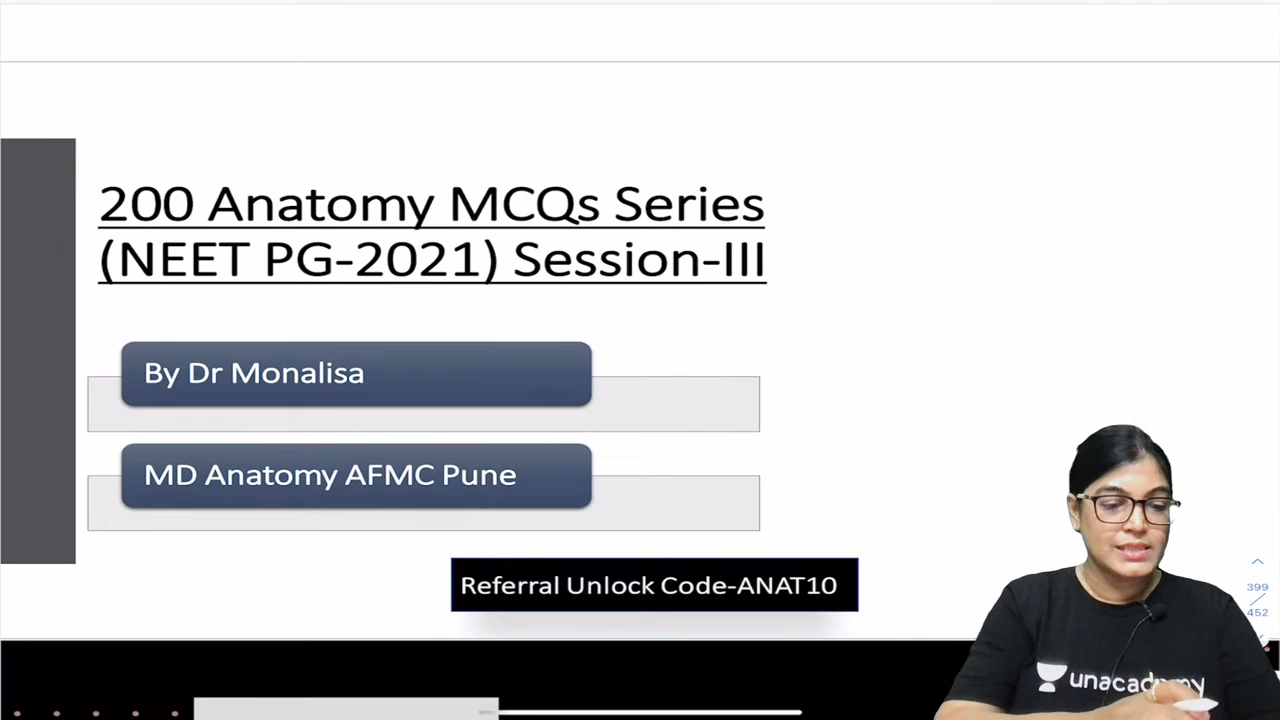 200 Anatomy MCQs Series
(NEET PG-2021) Session-III
By Dr Monalisa
MD Anatomy AFMC Pune
Referral Unlock Code-ANAT10
399
452
unacademy